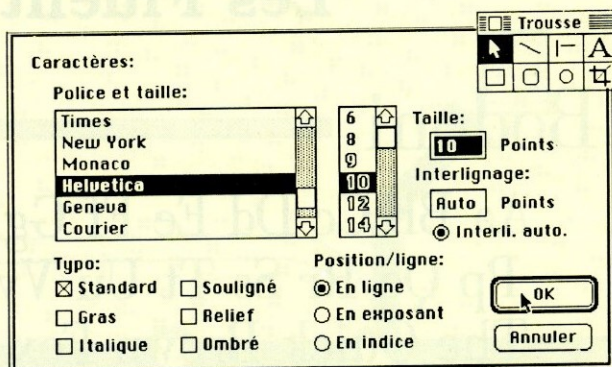 Les Fluent
Trousse
A
Caractères:
Police et taille:
Times
New York
Monaco
Helvetica
Geneva
Courier
6
8
9
10
12
14
Taille:
10 Points
Interlignage:
Auto Points
Interli. auto.
Typo:
Standard
Gras
Italique
Souligné
Relief
Ombré
Position/ligne:
En ligne
En exposant
En indice
OK
Annuler